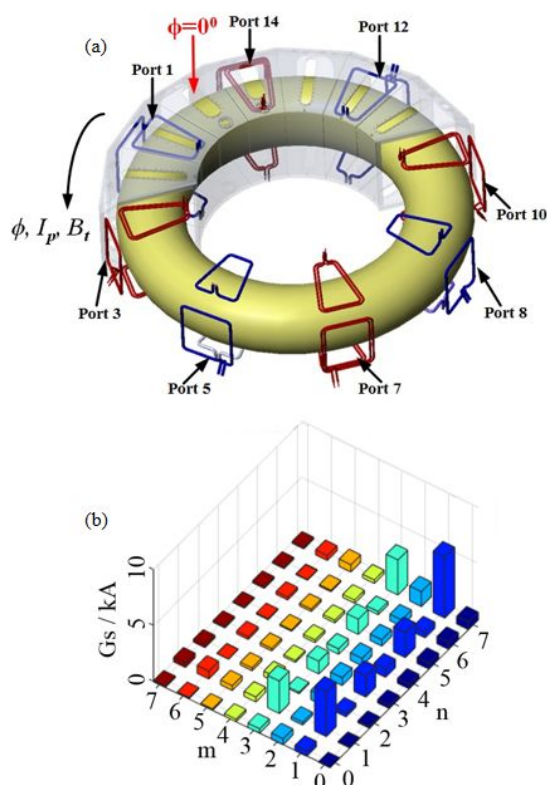 (a)
Port 14
ϕ=0⁰
Port 12
Port 1
ϕ, Iₚ, Bₜ
Port 10
Port 3
Port 8
Port 5
Port 7
(b)
10
5
0
Gs / kA
7
6
5
4
3
2
1
0
m
0
1
2
3
4
5
6
7
n